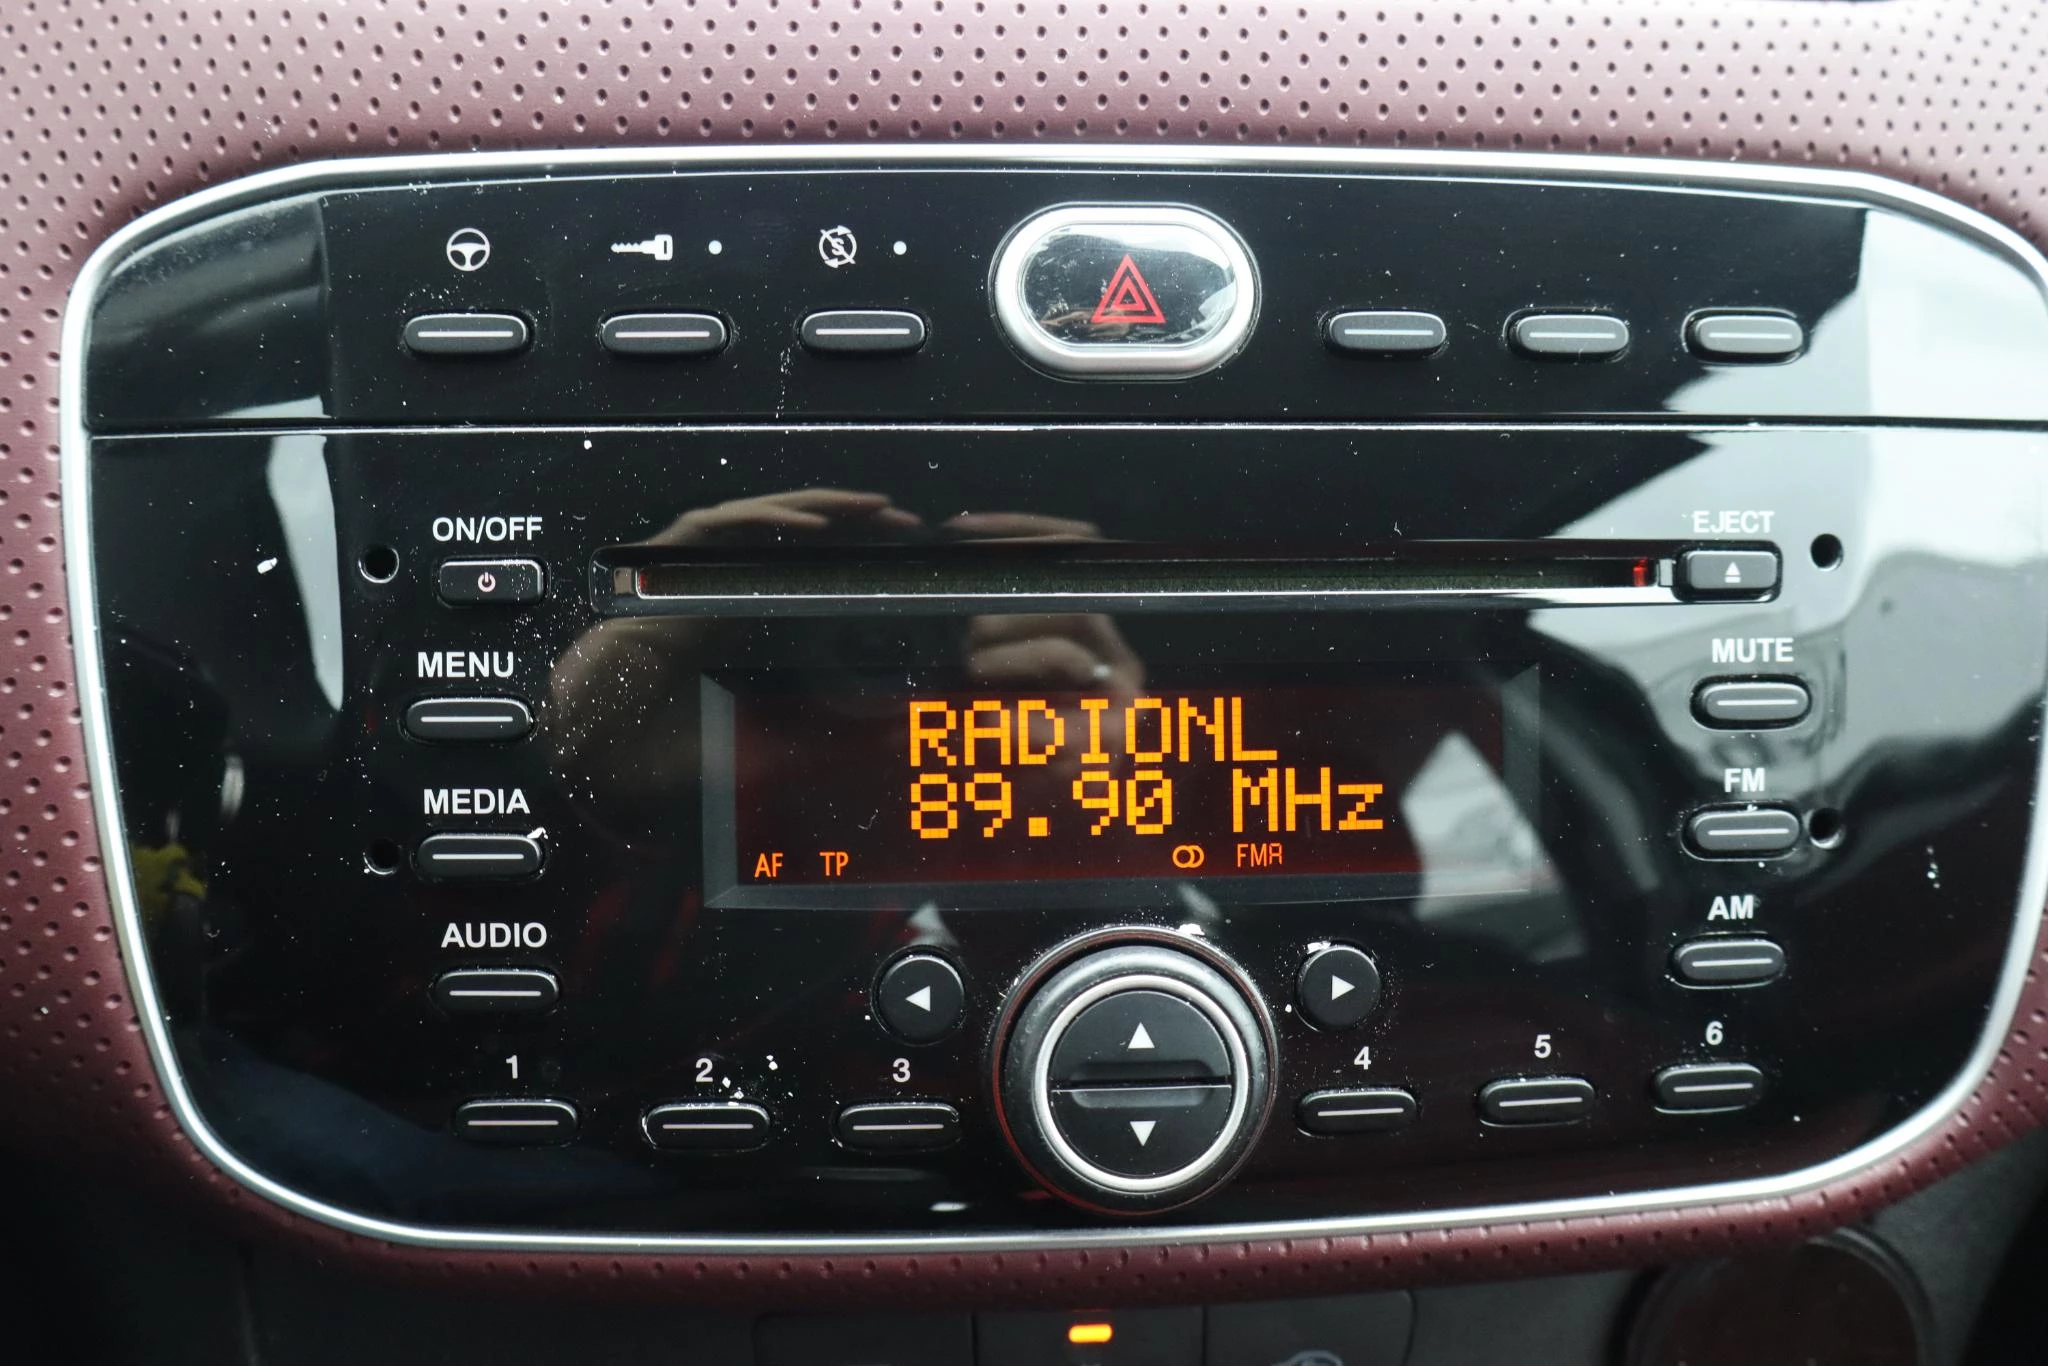 S
ON/OFF
EJECT
MENU
MUTE
RADIONL
MEDIA
FM
89.90 MHz
AF TP FMA
AUDIO
AM
1 2 3 4 5 6